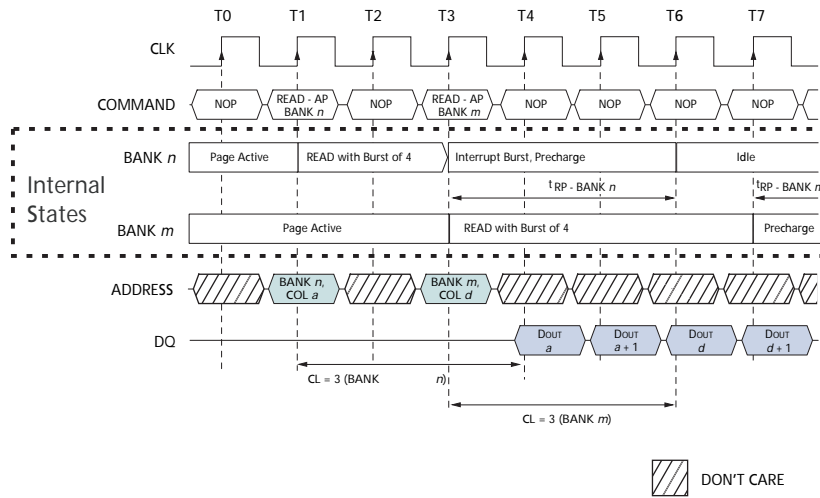 T0 T1 T2 T3 T4 T5 T6 T7
CLK
COMMAND NOP READ - AP NOP READ - AP NOP NOP NOP NOP
BANK n BANK m
BANK n Page Active READ with Burst of 4 Interrupt Burst, Precharge Idle
Internal
States
tRP - BANK n tRP - BANK m
BANK m Page Active READ with Burst of 4 Precharge
ADDRESS BANK n, BANK m,
COL a COL d
DQ DOUT DOUT DOUT DOUT
a a + 1 d d + 1
CL = 3 (BANK n)
CL = 3 (BANK m)
DON'T CARE